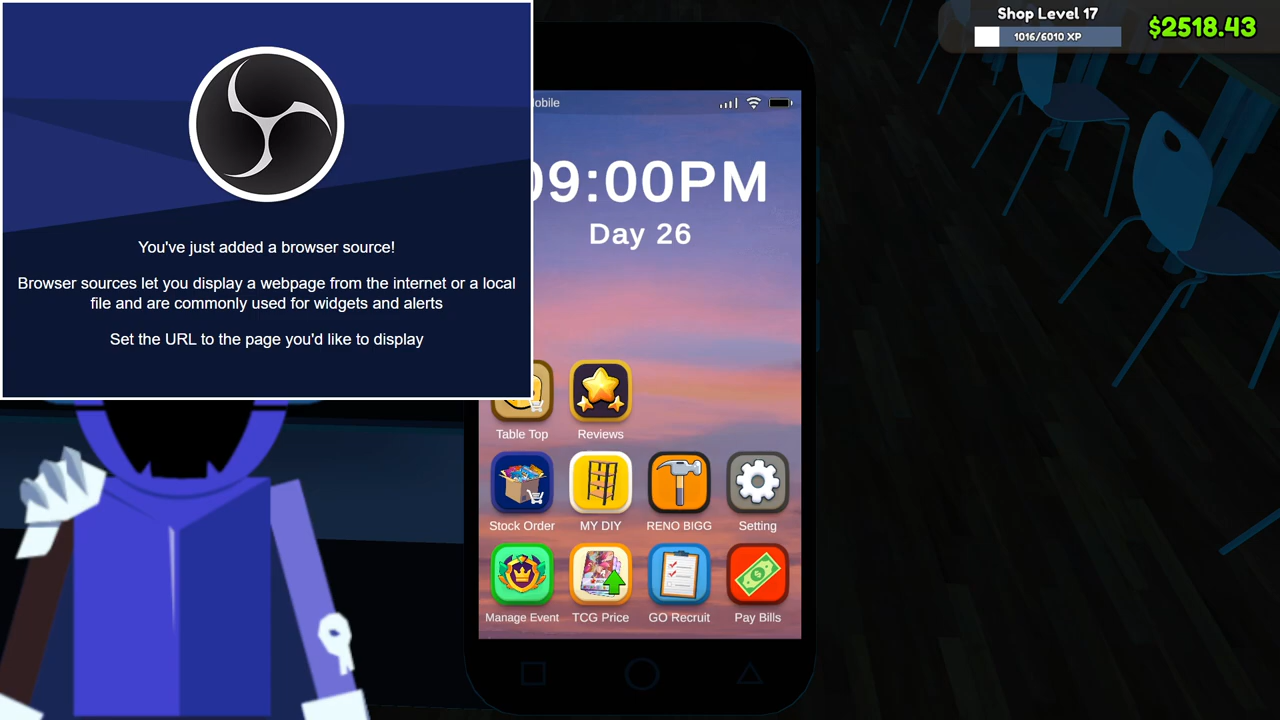 You've just added a browser source!
Browser sources let you display a webpage from the internet or a local
file and are commonly used for widgets and alerts
Set the URL to the page you'd like to display
Shop Level 17
1016/6010 XP
$2518.43
09:00PM
Day 26
Table Top
Reviews
Stock Order
MY DIY
RENO BIGG
Setting
Manage Event
TCG Price
GO Recruit
Pay Bills